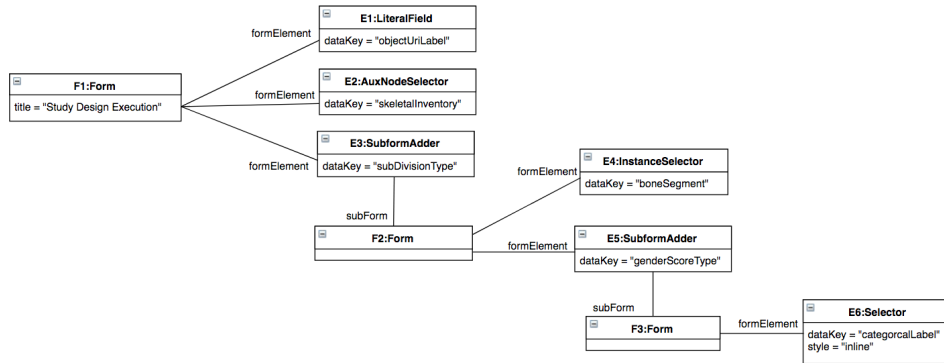 E1:LiteralField
formElement
dataKey = "objectUriLabel"
F1:Form
title = "Study Design Execution"
E2:AuxNodeSelector
formElement
dataKey = "skeletalInventory"
E3:SubformAdder
formElement
dataKey = "subDivisionType"
E4:InstanceSelector
formElement
dataKey = "boneSegment"
subForm
F2:Form
formElement
E5:SubformAdder
dataKey = "genderScoreType"
subForm
F3:Form
formElement
E6:Selector
dataKey = "categorcalLabel"
style = "inline"